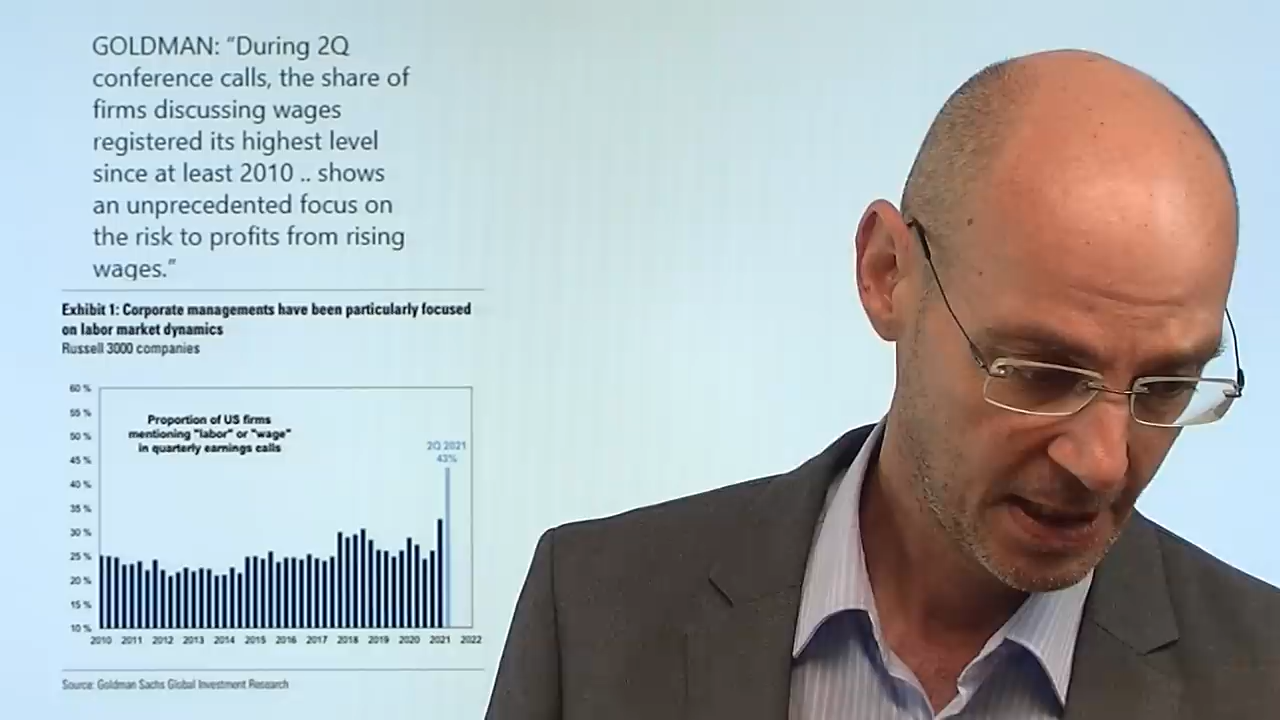 GOLDMAN: “During 2Q
conference calls, the share of
firms discussing wages
registered its highest level
since at least 2010 .. shows
an unprecedented focus on
the risk to profits from rising
wages.”
Exhibit 1: Corporate managements have been particularly focused
on labor market dynamics
Russell 3000 companies
60 %
55 %
50 %
45 %
40 %
35 %
30 %
25 %
20 %
15 %
10 %
Proportion of US firms
mentioning "labor" or "wage"
in quarterly earnings calls
2Q 2021
43%
2010 2011 2012 2013 2014 2015 2016 2017 2018 2019 2020 2021 2022
Source: Goldman Sachs Global Investment Research